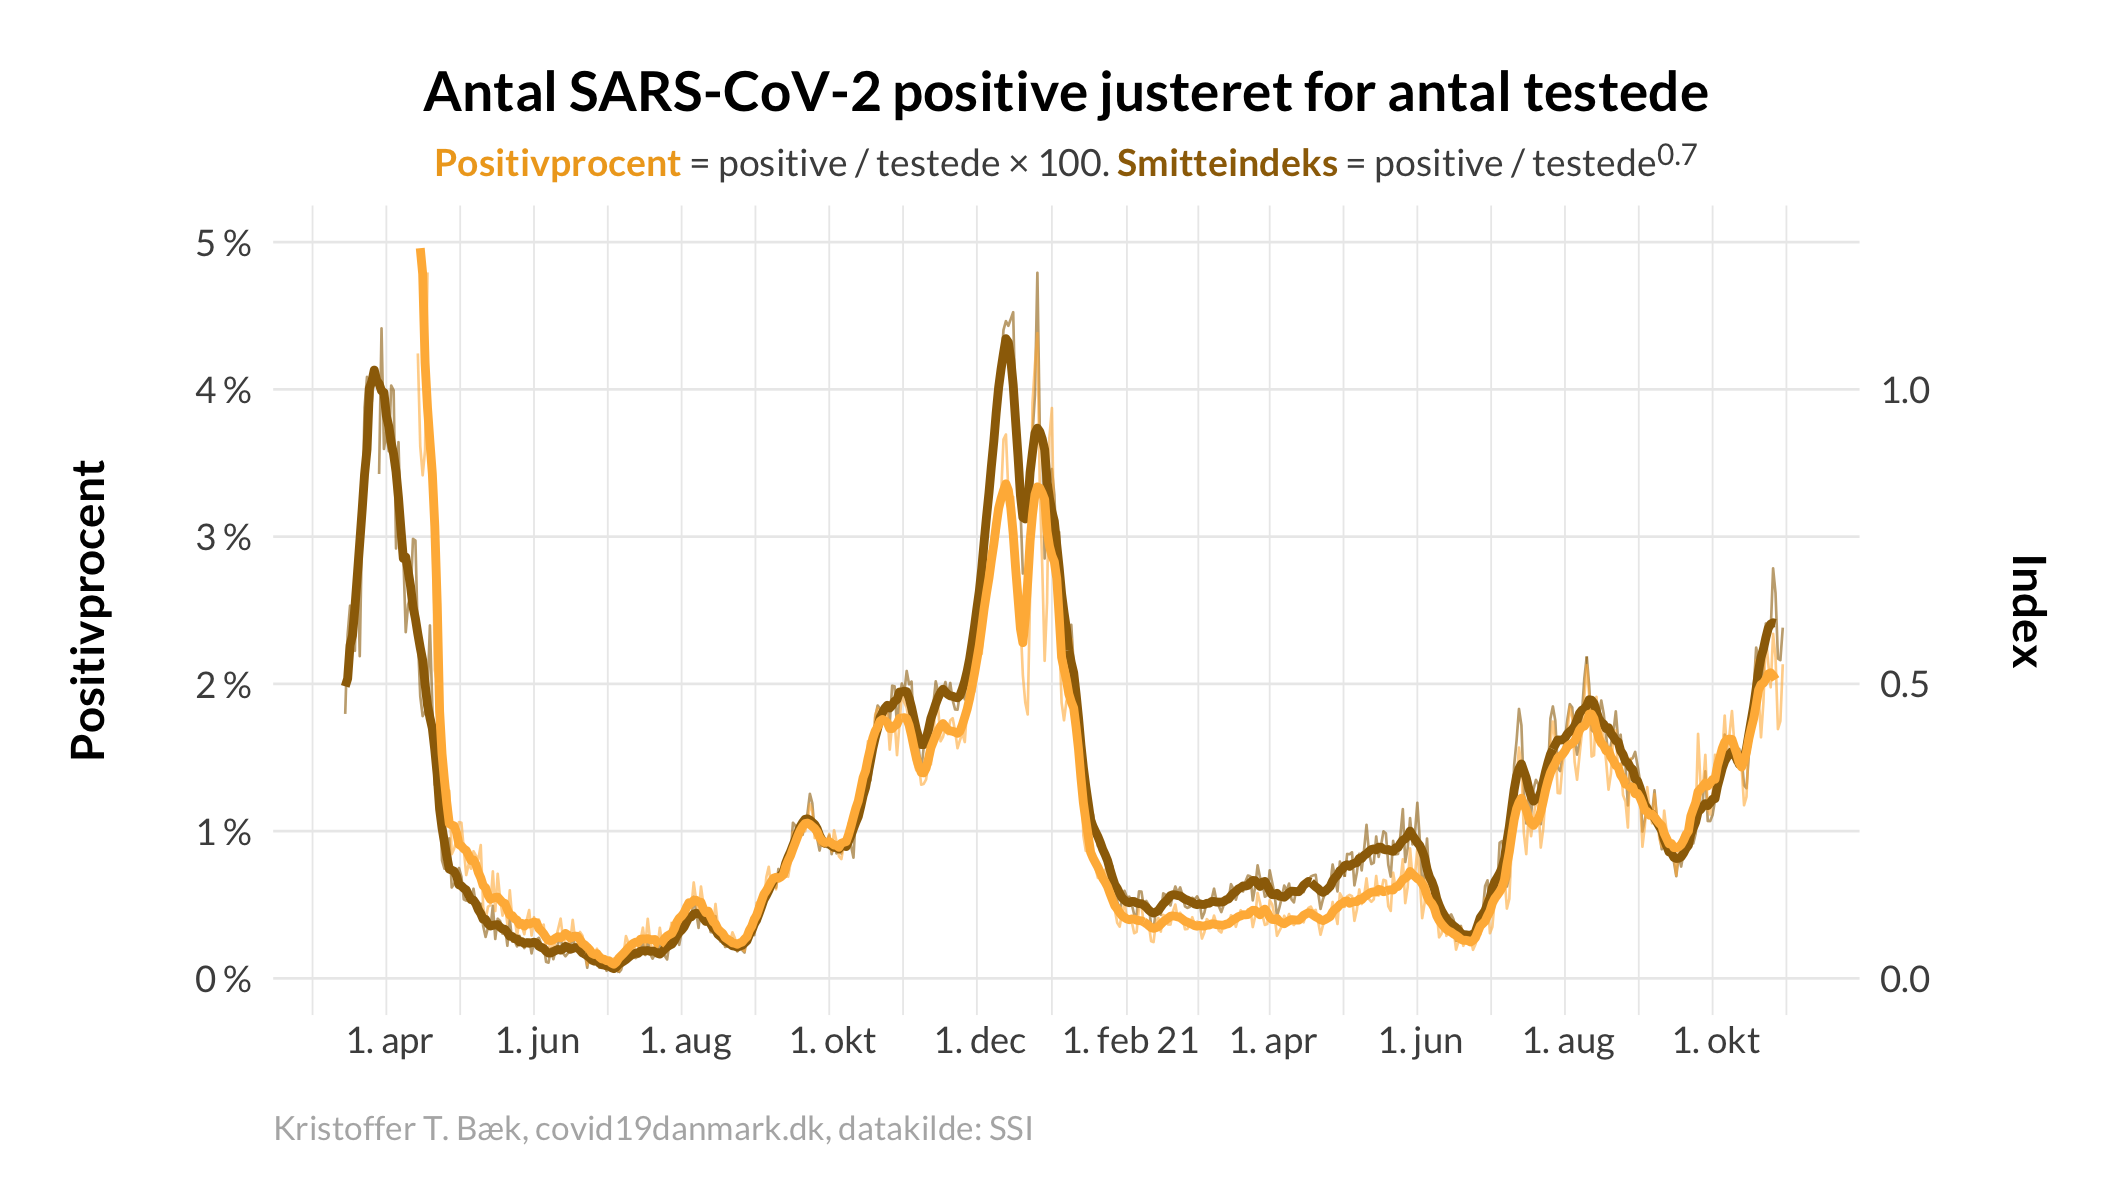 Antal SARS-CoV-2 positive justeret for antal testede
Positivprocent = positive / testede × 100. Smitteindeks = positive / testede^0.7
5 %
4 %
3 %
2 %
1 %
0 %
Positivprocent
1.0
0.5
0.0
Index
1. apr
1. jun
1. aug
1. okt
1. dec
1. feb 21
1. apr
1. jun
1. aug
1. okt
Kristoffer T. Bæk, covid19danmark.dk, datakilde: SSI